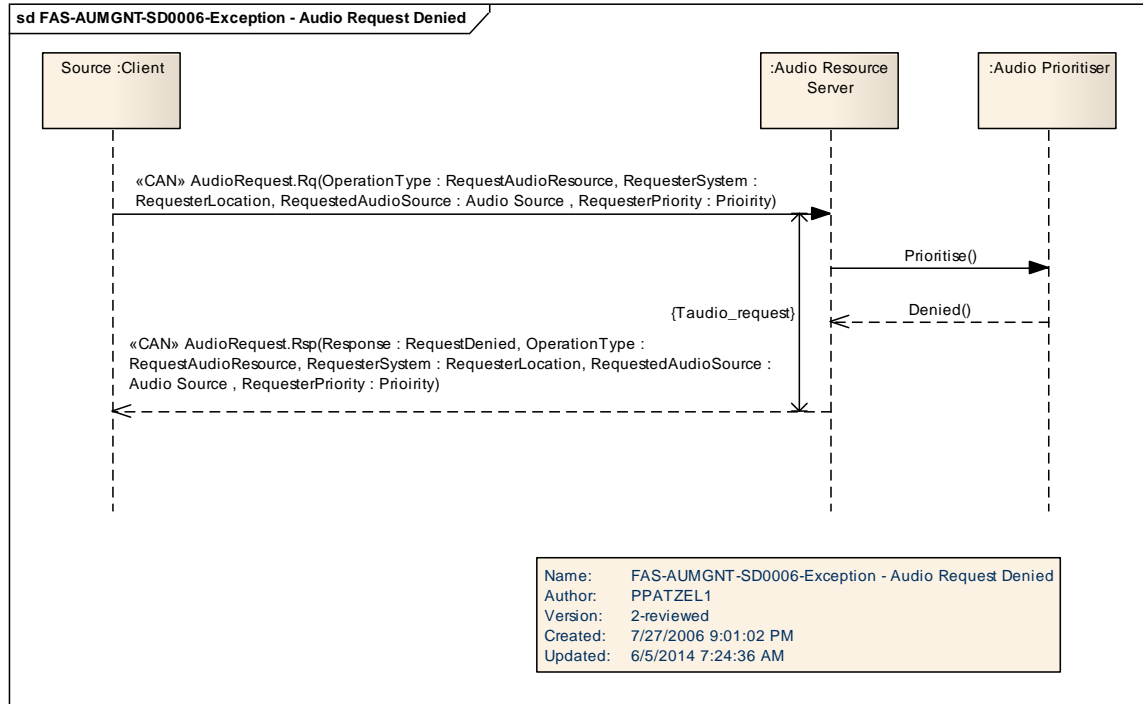 sd FAS-AUMGNT-SD0006-Exception - Audio Request Denied
Source :Client
:Audio Resource
Server
:Audio Prioritiser
«CAN» AudioRequest.Rq(OperationType : RequestAudioResource, RequesterSystem :
RequesterLocation, RequestedAudioSource : Audio Source , RequesterPriority : Prioirity)
Prioritise()
Denied()
{Taudio_request}
«CAN» AudioRequest.Rsp(Response : RequestDenied, OperationType :
RequestAudioResource, RequesterSystem : RequesterLocation, RequestedAudioSource :
Audio Source , RequesterPriority : Prioirity)
Name: FAS-AUMGNT-SD0006-Exception - Audio Request Denied
Author: PPATZEL1
Version: 2-reviewed
Created: 7/27/2006 9:01:02 PM
Updated: 6/5/2014 7:24:36 AM